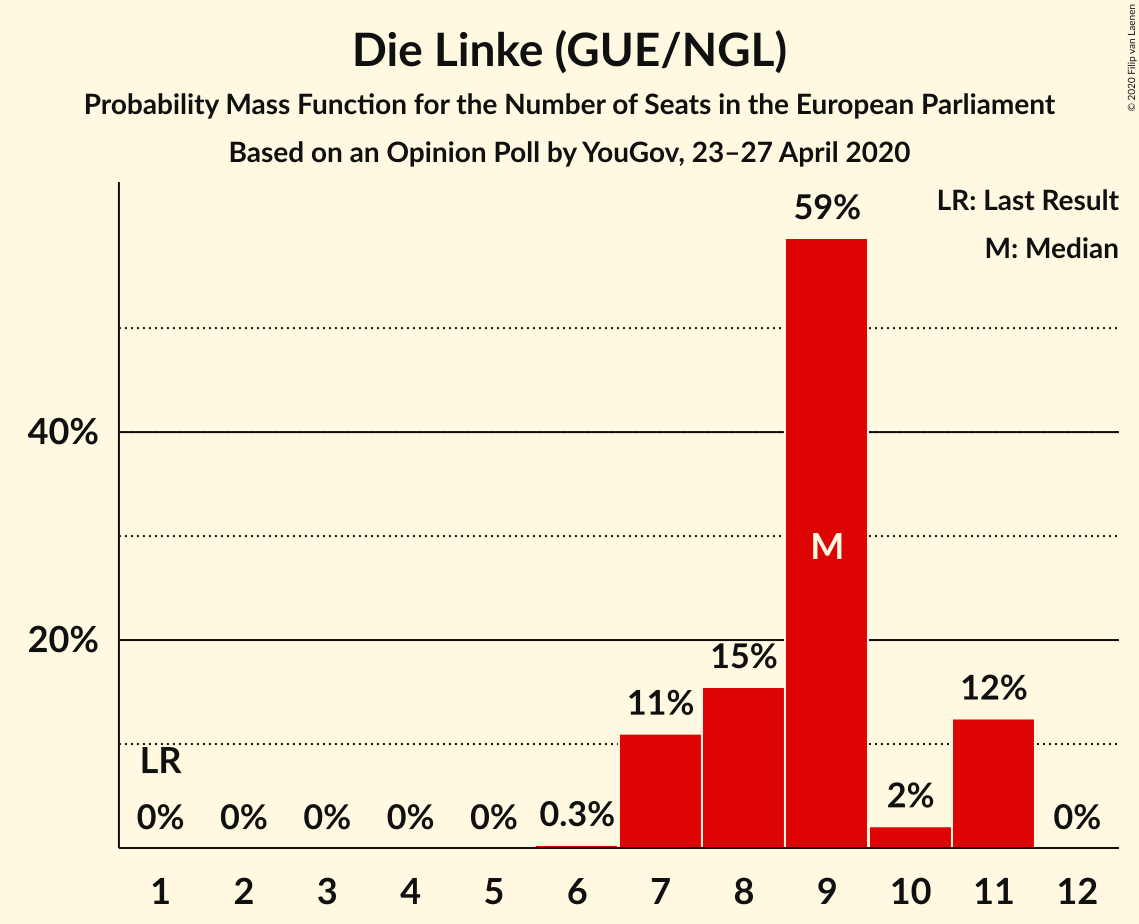 Die Linke (GUE/NGL)
Probability Mass Function for the Number of Seats in the European Parliament
Based on an Opinion Poll by YouGov, 23–27 April 2020
© 2020 Filip van Laenen
LR: Last Result
M: Median
59%
40%
M
20%
15%
11%
12%
LR
2%
0% 0% 0% 0% 0% 0.3% 0%
1 2 3 4 5 6 7 8 9 10 11 12